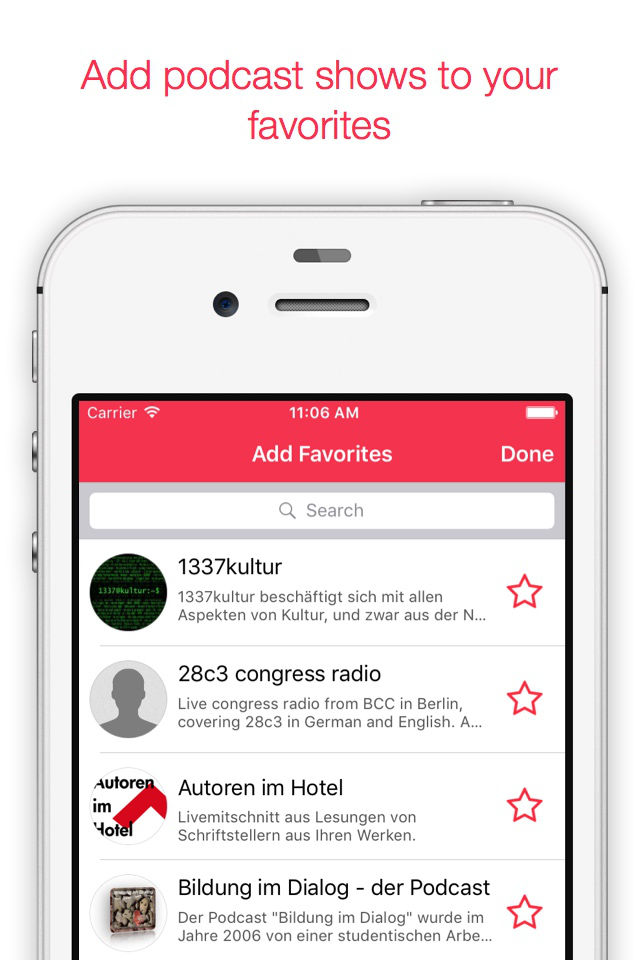 Add podcast shows to your
favorites
Carrier 11:06 AM
Add Favorites Done
Search
1337@kultur:~$
1337kultur
1337kultur beschäftigt sich mit allen
Aspekten von Kultur, und zwar aus der N...
28c3 congress radio
Live congress radio from BCC in Berlin,
covering 28c3 in German and English. A...
Autoren
im
Hotel
Autoren im Hotel
Livemitschnitt aus Lesungen von
Schriftstellern aus Ihren Werken.
Bildung im Dialog - der Podcast
Der Podcast "Bildung im Dialog" wurde im
Jahre 2006 von einer studentischen Arbe...